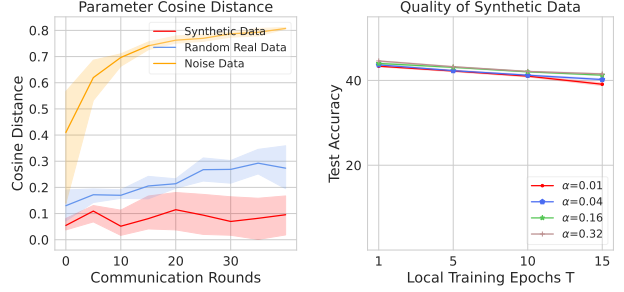 Parameter Cosine Distance
Cosine Distance
0.8
0.7
0.6
0.5
0.4
0.3
0.2
0.1
0.0
Synthetic Data
Random Real Data
Noise Data
0 10 20 30
Communication Rounds
Quality of Synthetic Data
Test Accuracy
40
20
α=0.01
α=0.04
α=0.16
α=0.32
1 5 10 15
Local Training Epochs T